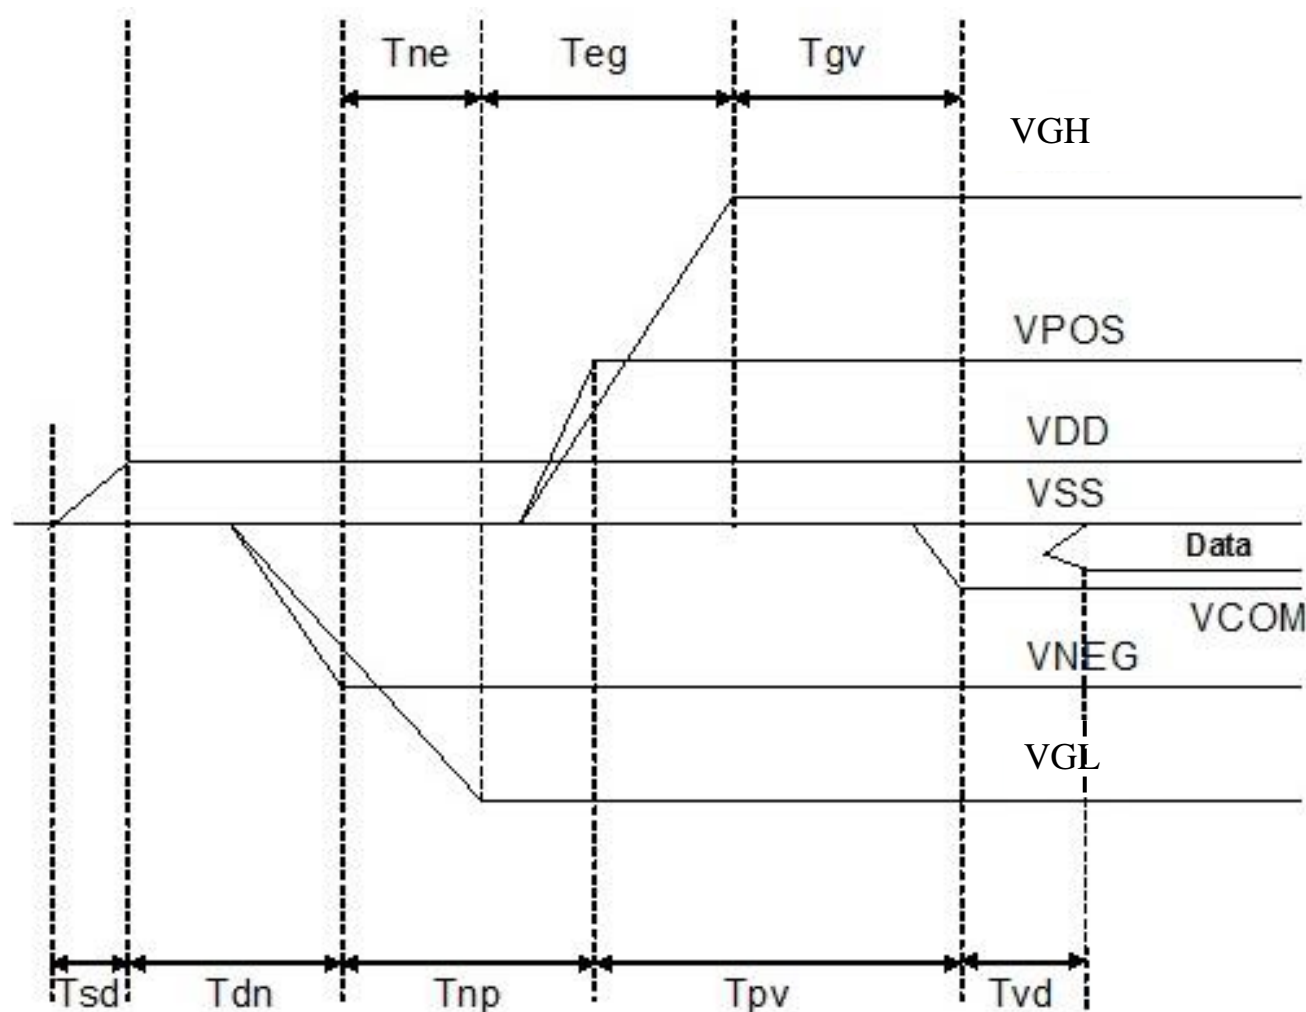 Tne Teg Tgv
VGH
VPOS
VDD
VSS
Data
VCOM
VNEG
VGL
Tsd Tdn Tnp Tpv Tvd